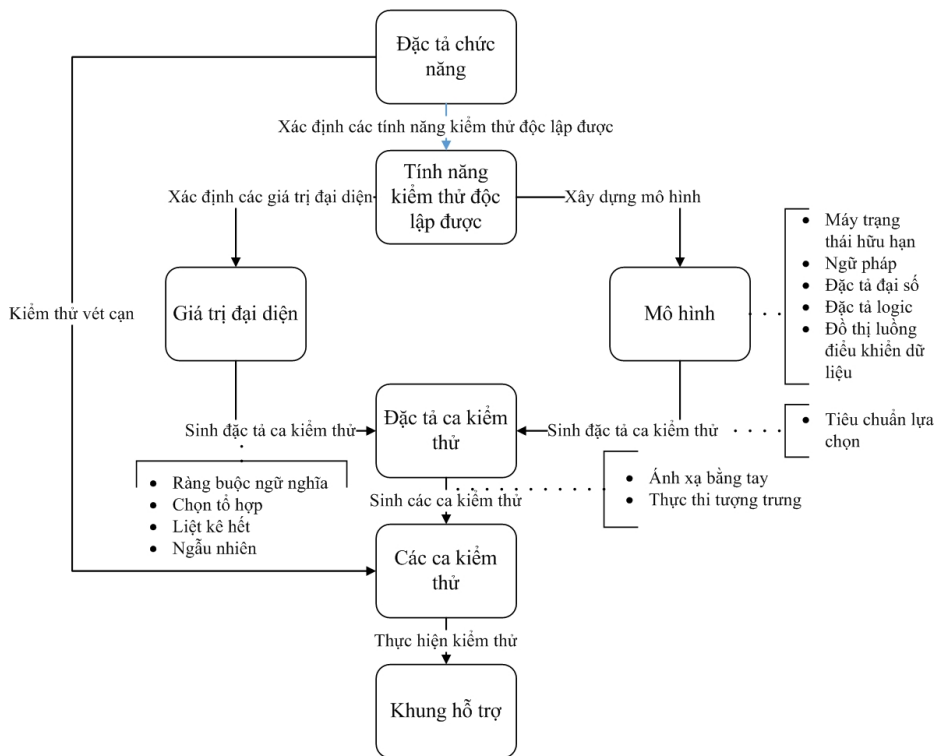 Đặc tả chức
năng
Xác định các tính năng kiểm thử độc lập được
Tính năng
kiểm thử độc
lập được
Xác định các giá trị đại diện
Xây dựng mô hình
• Máy trạng
thái hữu hạn
• Ngữ pháp
• Đặc tả đại số
• Đặc tả logic
• Đồ thị luồng
điểu khiển dữ
liệu
Kiểm thử vét cạn
Giá trị đại diện
Mô hình
Đặc tả ca kiểm
thử
Sinh đặc tả ca kiểm thử
Sinh đặc tả ca kiểm thử
• Tiêu chuẩn lựa
chọn
• Ràng buộc ngữ nghĩa
• Chọn tổ hợp
• Liệt kê hết
• Ngẫu nhiên
• Ánh xạ bằng tay
• Thực thi tượng trưng
Sinh các ca kiểm thử
Các ca kiểm
thử
Thực hiện kiểm thử
Khung hỗ trợ